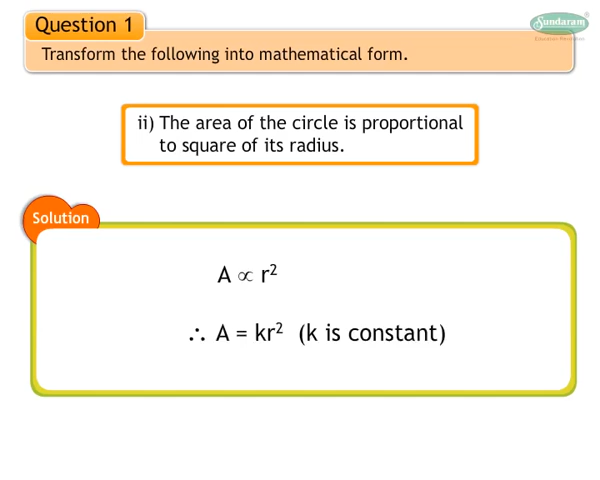 Question 1
Sundaram
®
Transform the following into mathematical form.
ii) The area of the circle is proportional
to square of its radius.
Solution
A ∝ r²
∴ A = kr² (k is constant)